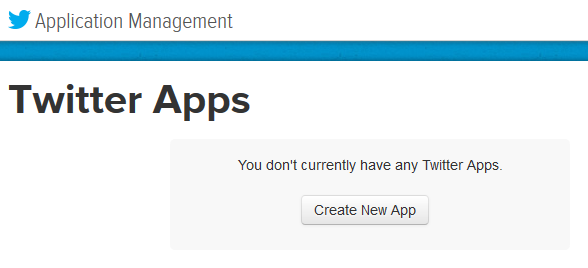 Application Management
Twitter Apps
You don't currently have any Twitter Apps.
Create New App